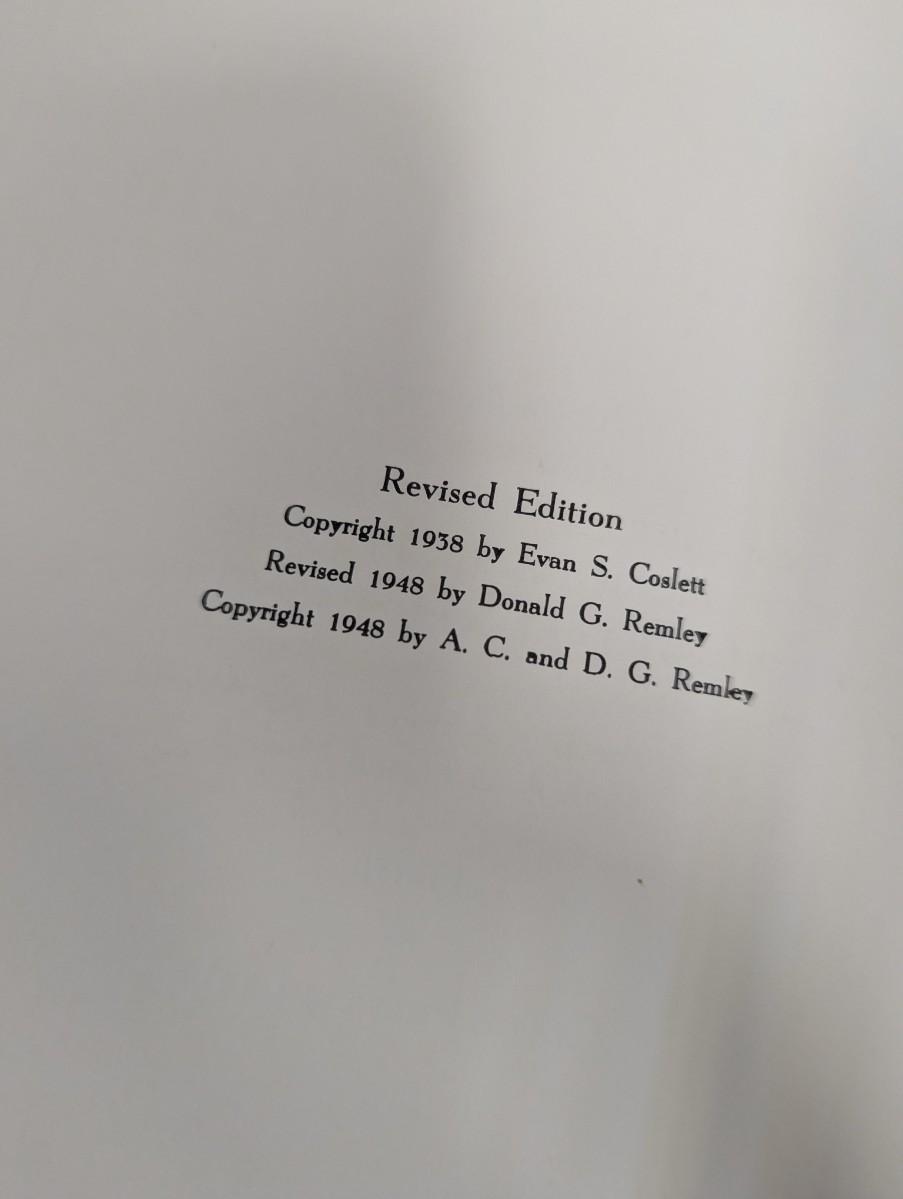 Revised Edition
Copyright 1938 by Evan S. Coslett
Revised 1948 by Donald G. Remley
Copyright 1948 by A. C. and D. G. Remley